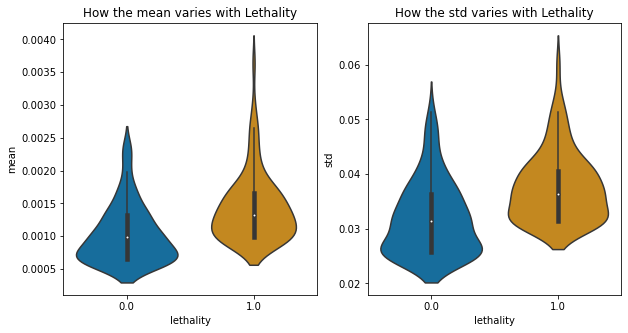 How the mean varies with Lethality
mean
0.0040
0.0035
0.0030
0.0025
0.0020
0.0015
0.0010
0.0005
0.0
1.0
lethality
How the std varies with Lethality
std
0.06
0.05
0.04
0.03
0.02
0.0
1.0
lethality